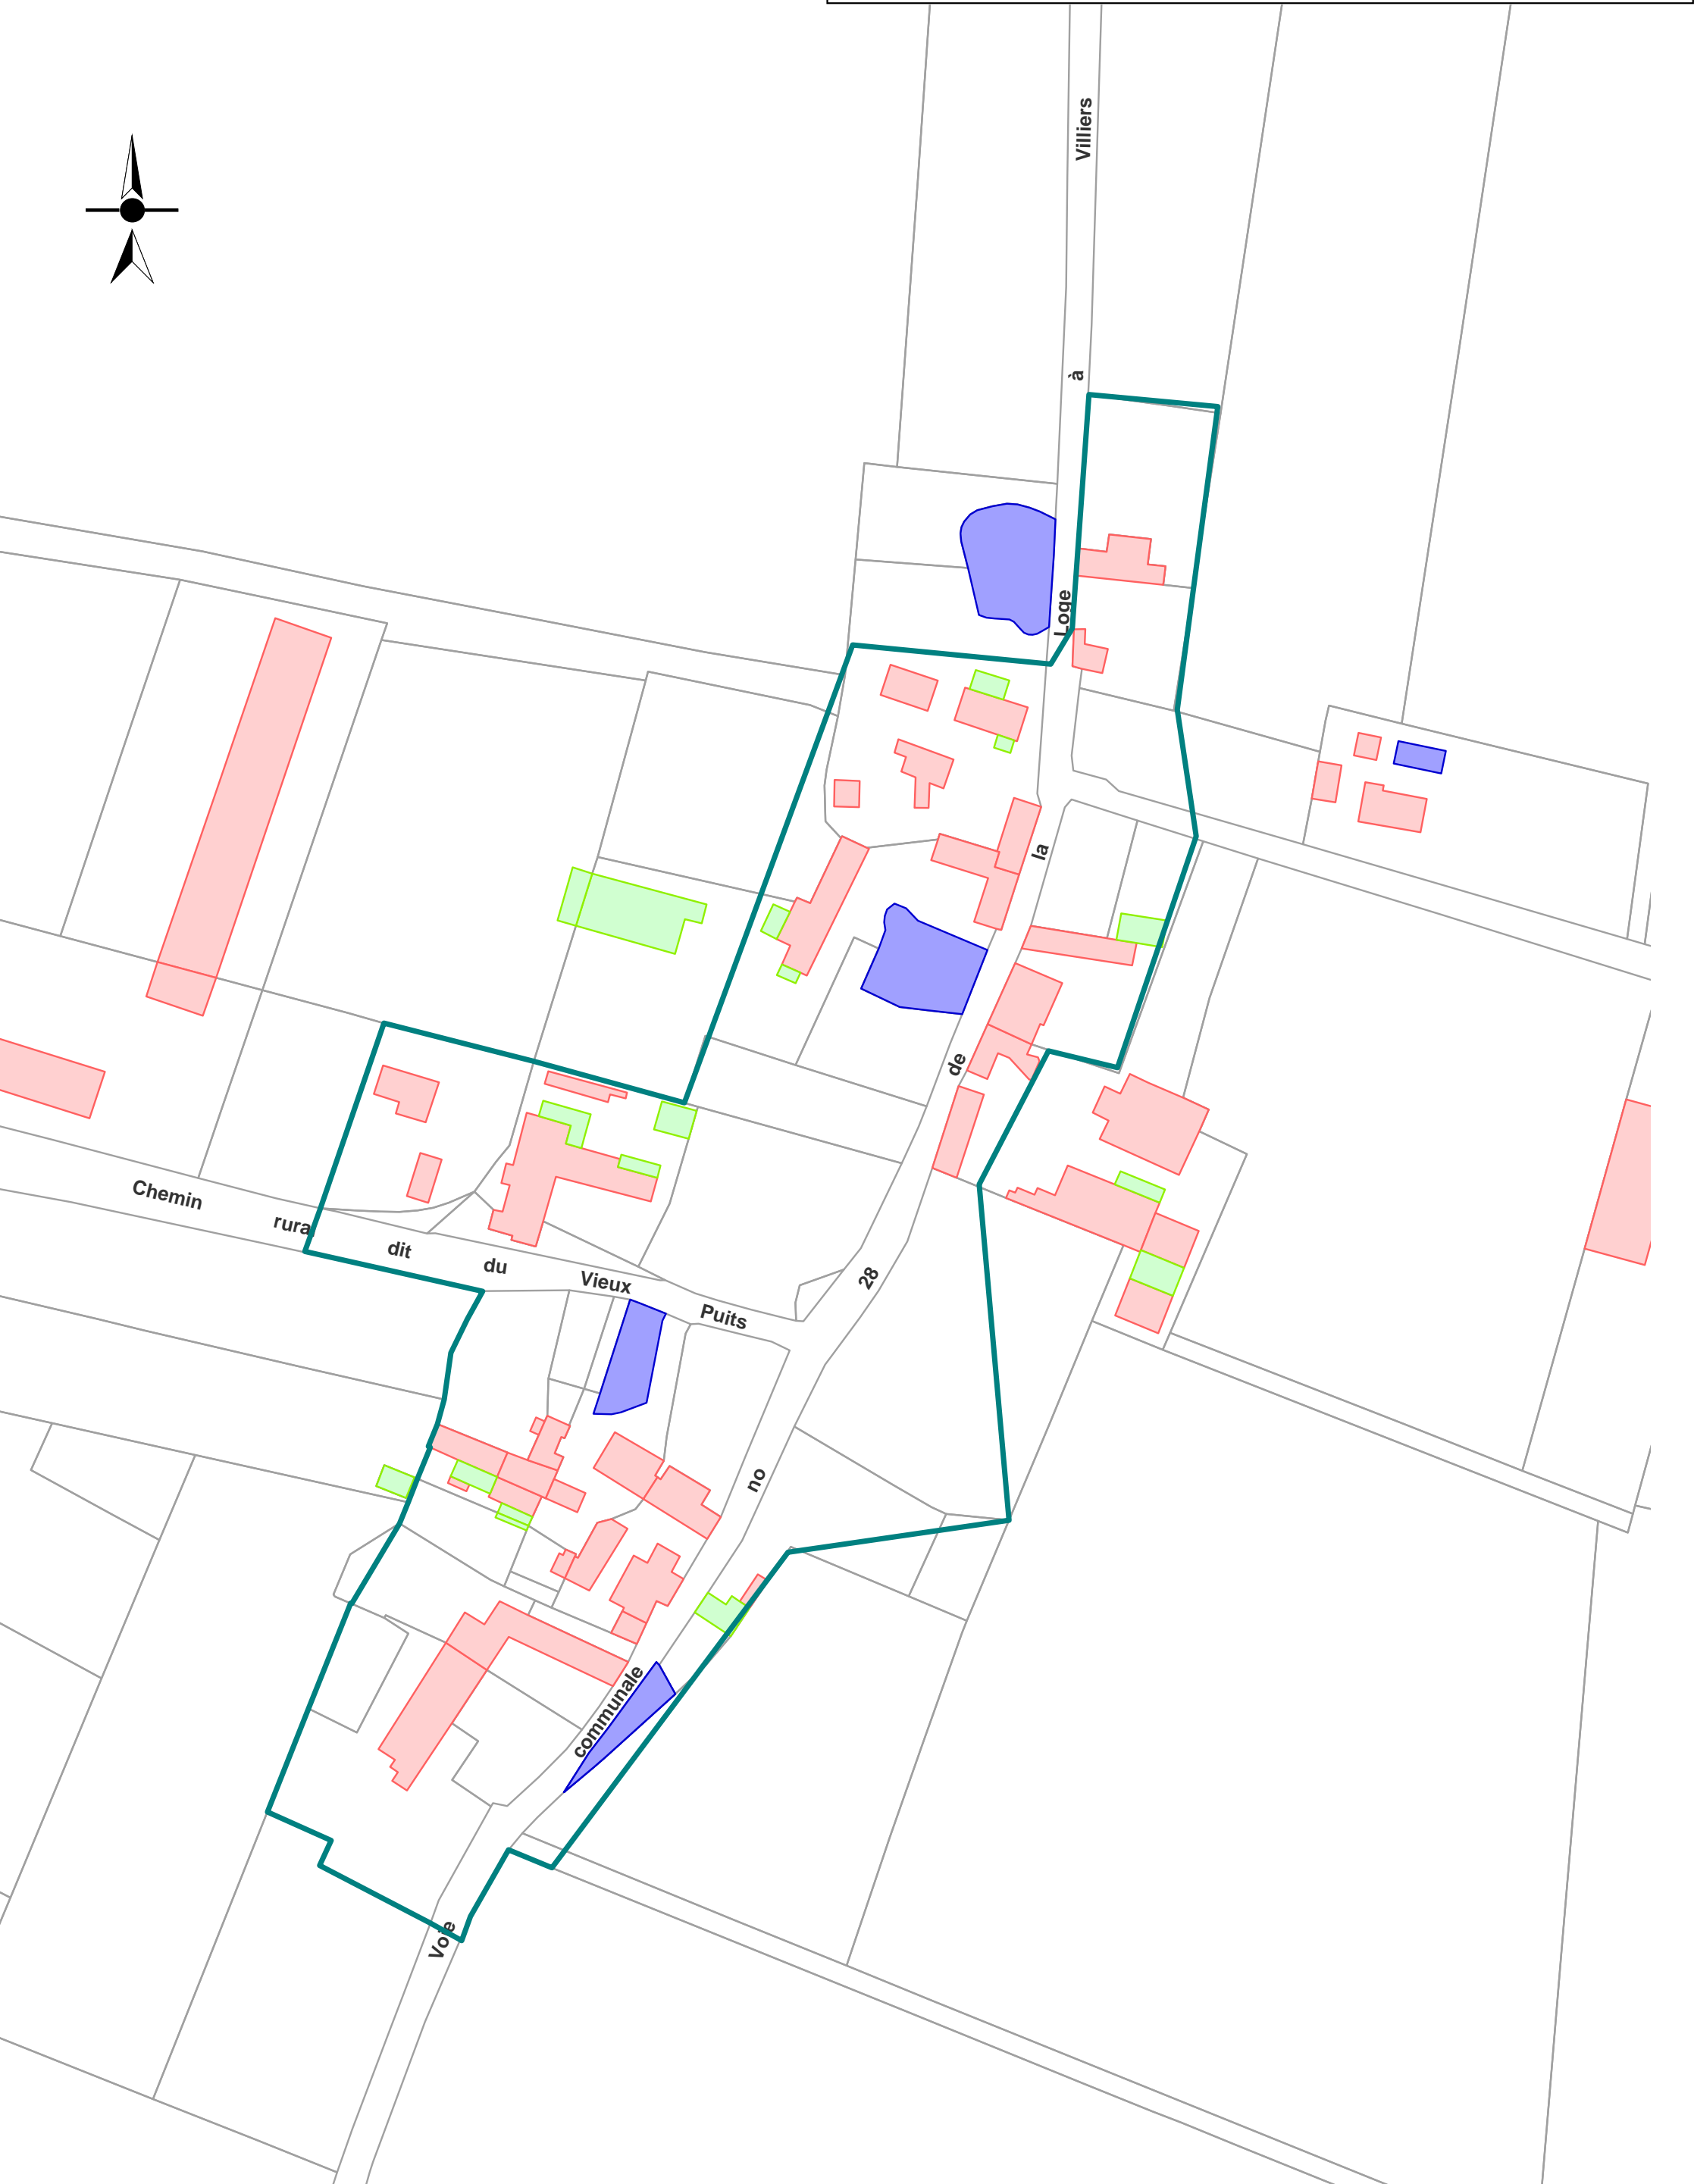 Villiers
à
Loge
la
de
28
no
communale
Voie
Chemin
rural
dit
du
Vieux
Puits